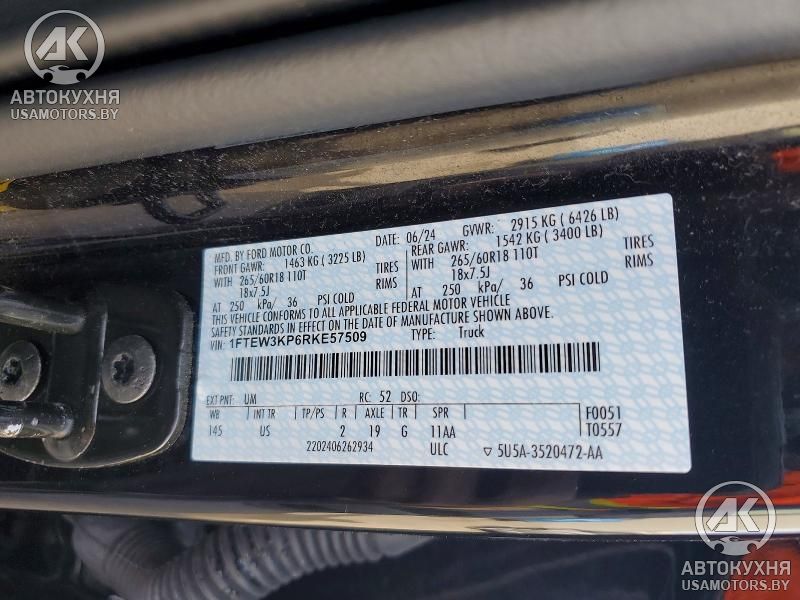 AK
АВТОКУХНЯ
USAMOTORS.BY
MFD. BY FORD MOTOR CO. DATE: 06/24 GVWR: 2915 KG ( 6426 LB)
FRONT GAWR: 1463 KG ( 3225 LB) REAR GAWR: 1542 KG ( 3400 LB)
WITH 265/60R18 110T TIRES WITH 265/60R18 110T TIRES
18x7.5J RIMS 18x7.5J RIMS
AT 250 kPa/ 36 PSI COLD AT 250 kPa/ 36 PSI COLD
THIS VEHICLE CONFORMS TO ALL APPLICABLE FEDERAL MOTOR VEHICLE
SAFETY STANDARDS IN EFFECT ON THE DATE OF MANUFACTURE SHOWN ABOVE.
VIN: 1FTEW3KP6RKE57509 TYPE: Truck
EXT PNT: UM RC: 52 DSO:
WB INT TR TP/PS R AXLE TR SPR F0051
145 US 2 19 G 11AA T0557
2202406262934 ULC ▽ 5U5A-3520472-AA
AK
АВТОКУХНЯ
USAMOTORS.BY